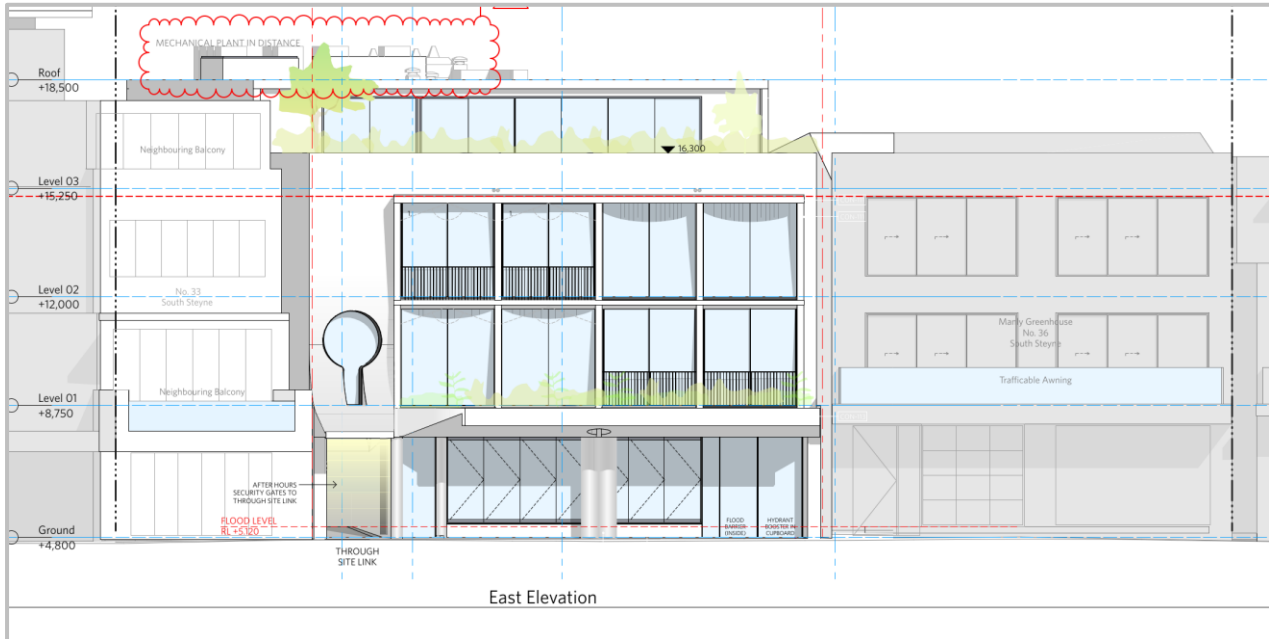 MECHANICAL PLANT IN DISTANCE
Roof
+18,500
Neighbouring Balcony
16.300
Level 03
+15,250
Level 02
+12,000
No. 33
South Steyne
Manly Greenhouse
No. 36
South Steyne
Trafficable Awning
Neighbouring Balcony
Level 01
+8,750
AFTER HOURS
SECURITY GATES TO
THROUGH SITE LINK
FLOOD LEVEL
RL +5.120
FLOOD
BARRIER
(INSIDE)
HYDRANT
BOOSTER IN
CUPBOARD
Ground
+4,800
THROUGH
SITE LINK
East Elevation